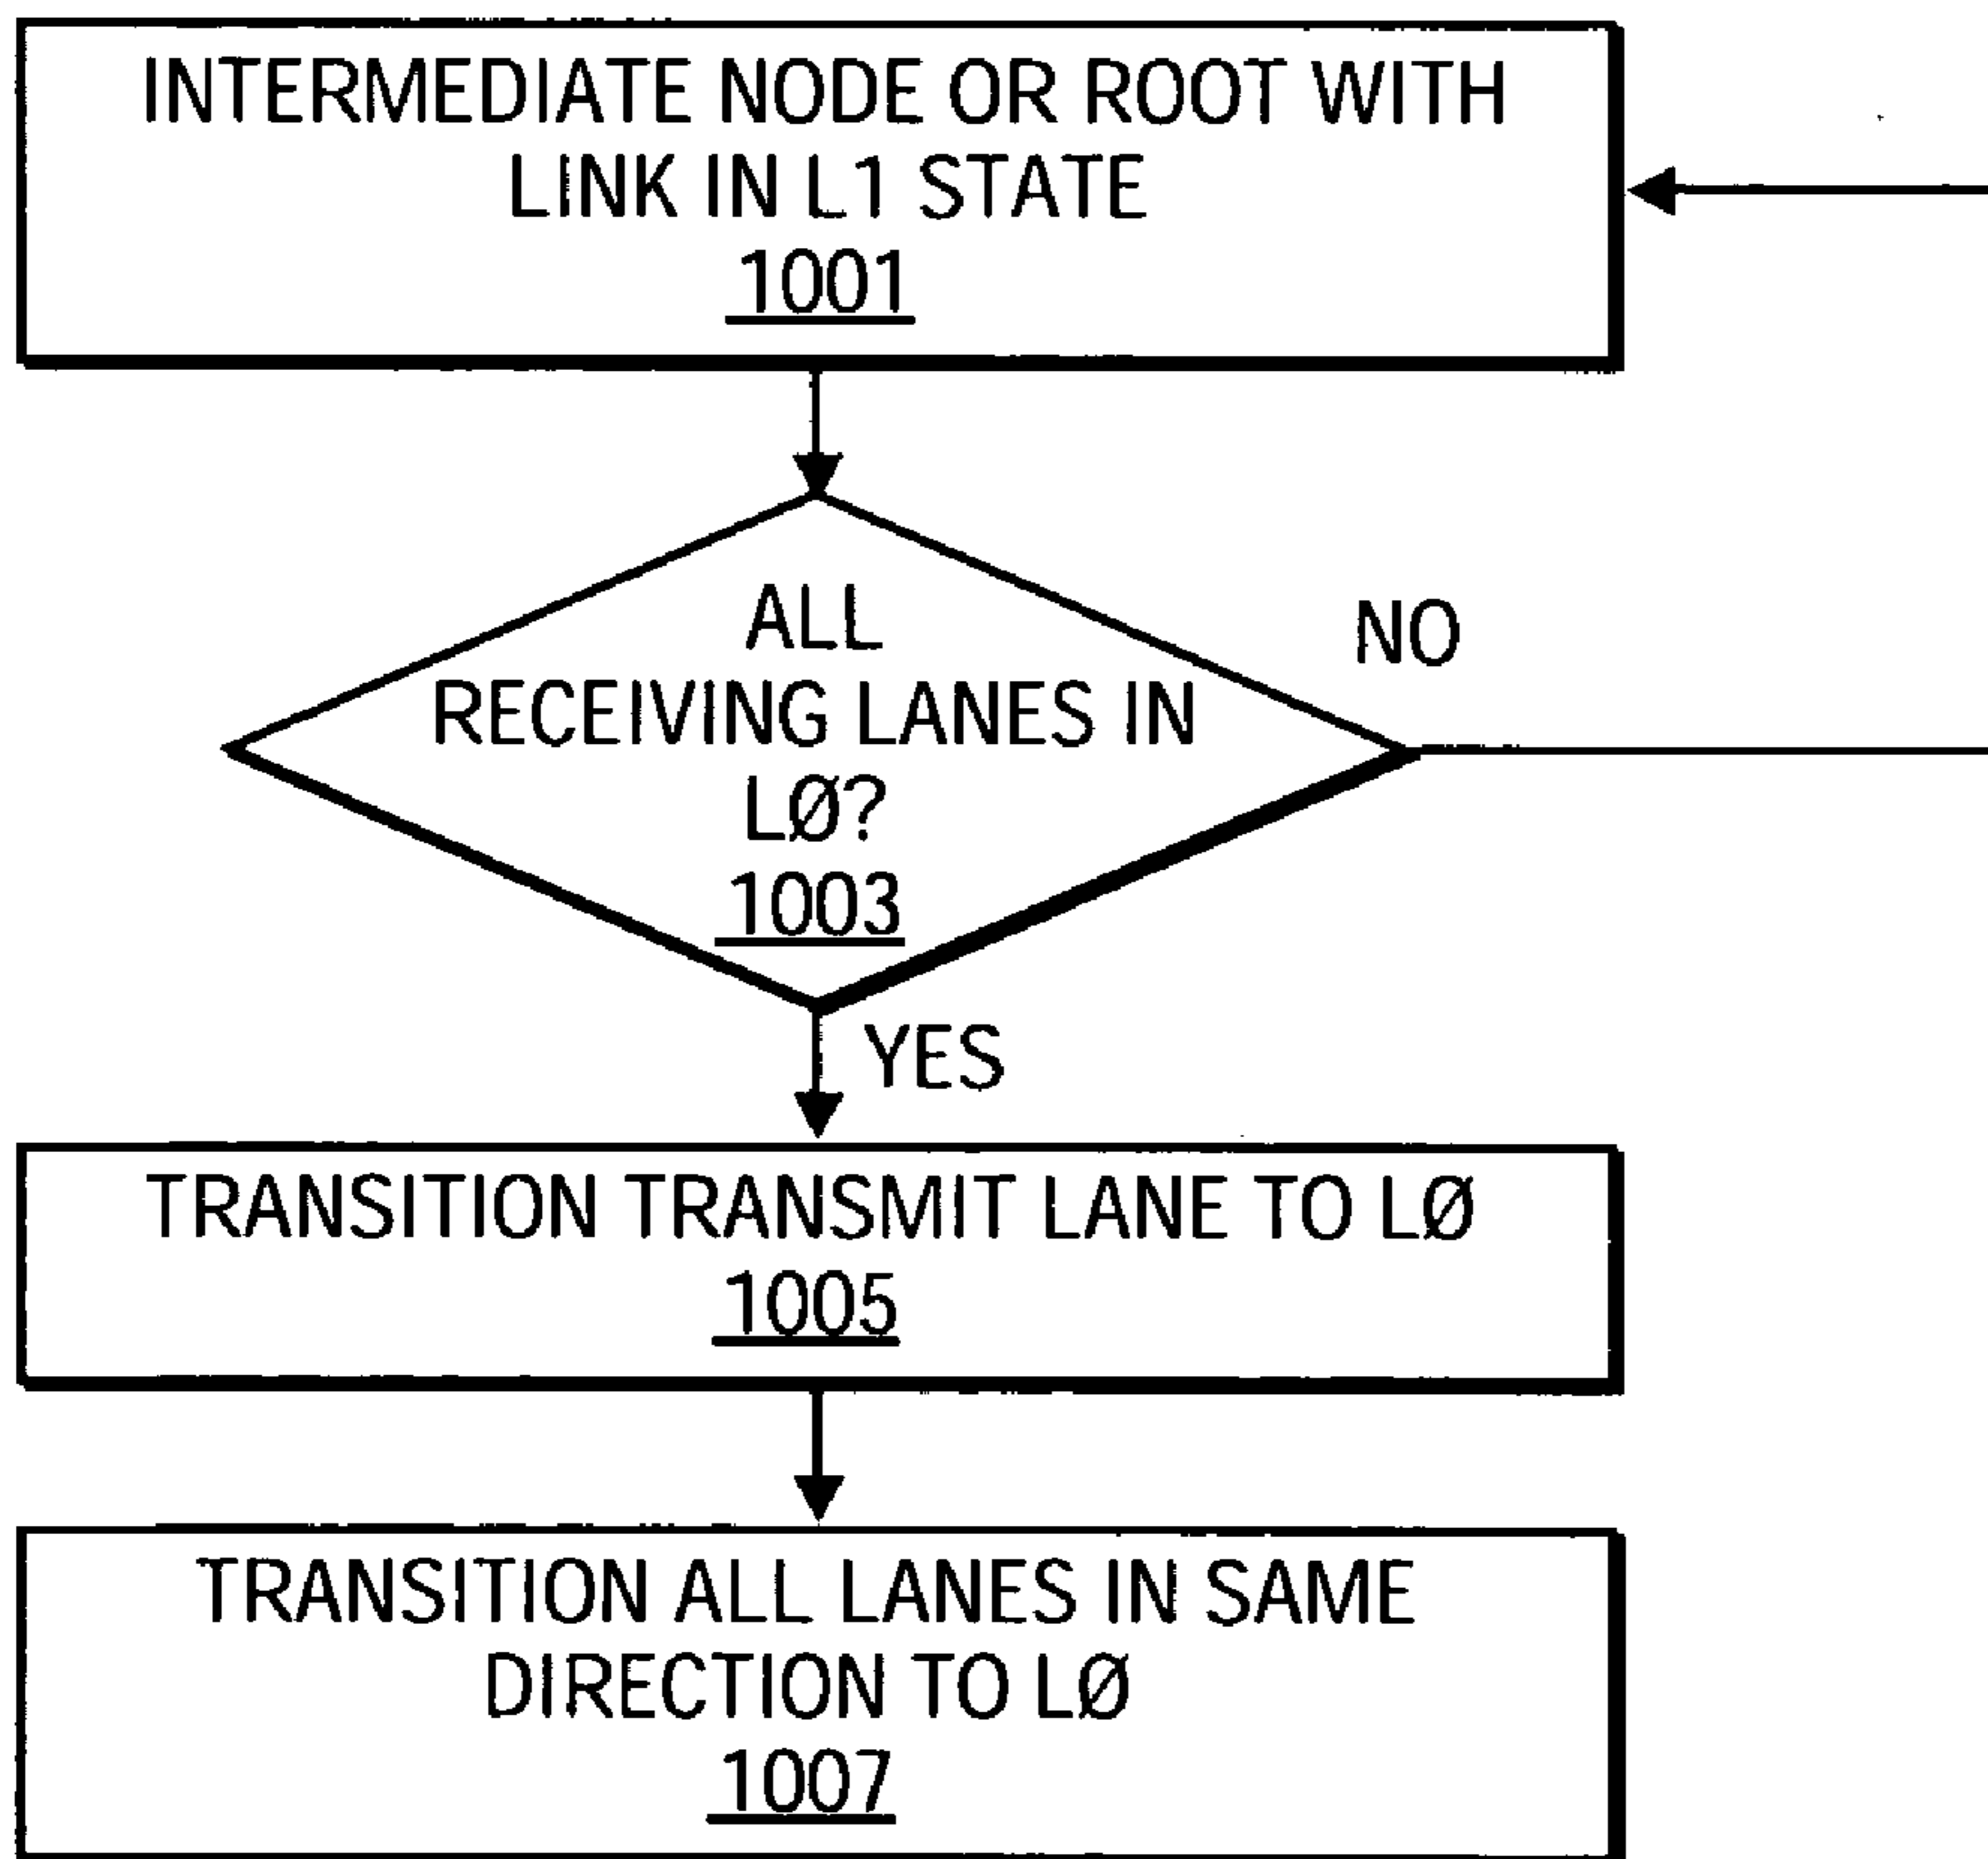 INTERMEDIATE NODE OR ROOT WITH
LINK IN L1 STATE
1001
ALL
RECEIVING LANES IN
LØ?
1003
NO
YES
TRANSITION TRANSMIT LANE TO LØ
1005
TRANSITION ALL LANES IN SAME
DIRECTION TO LØ
1007